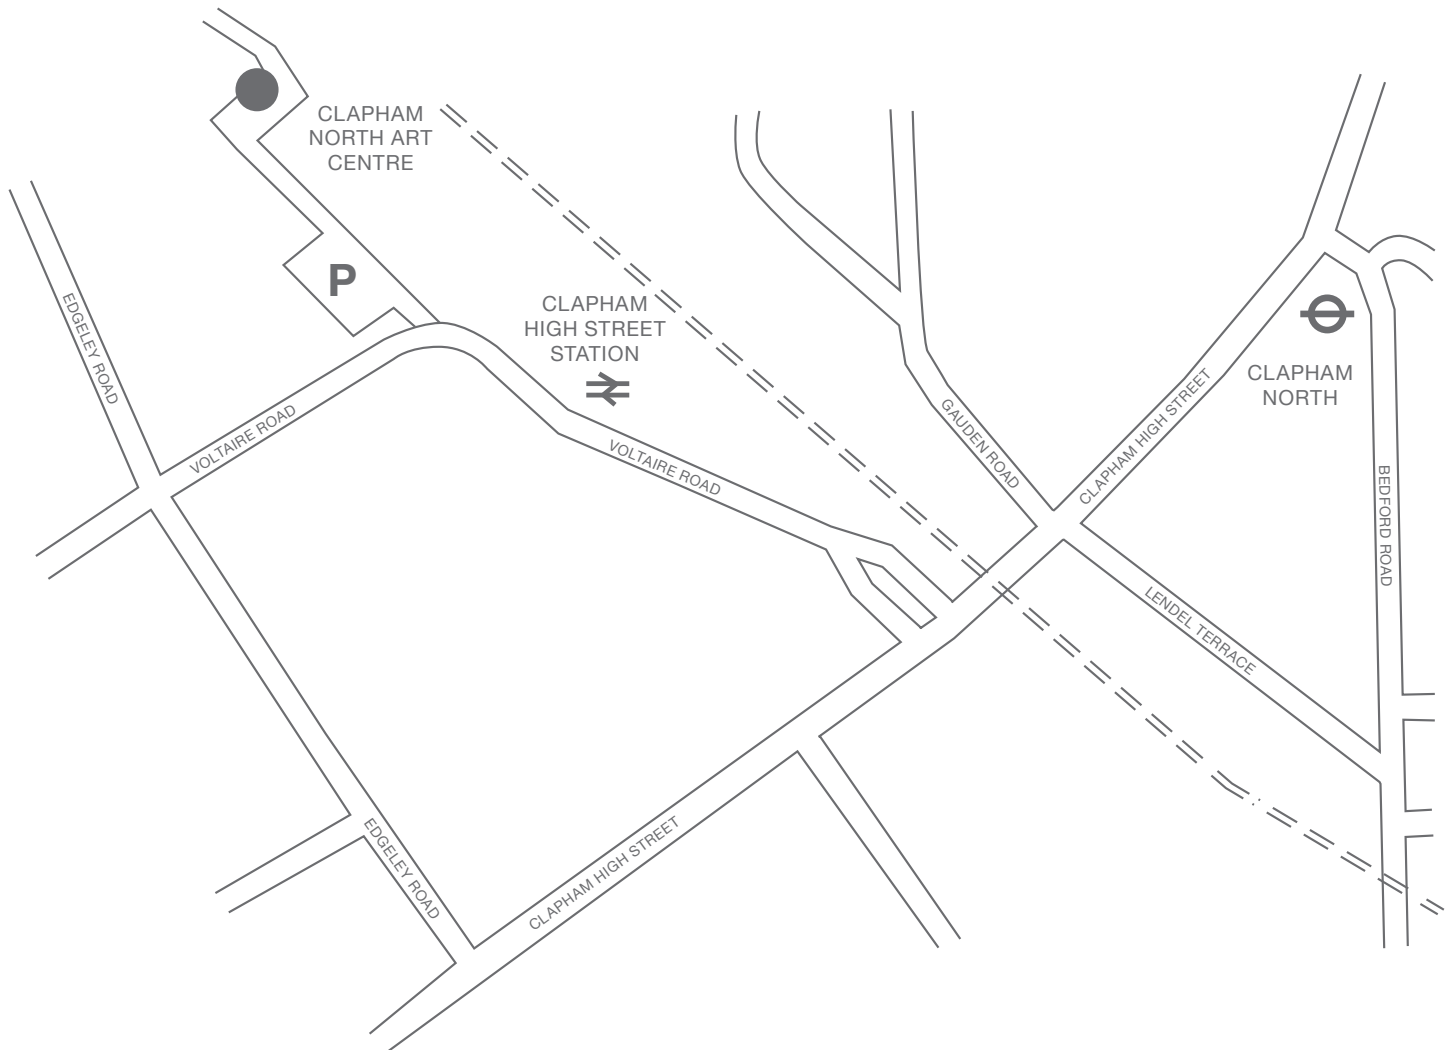 CLAPHAM
NORTH ART
CENTRE
P
CLAPHAM
HIGH STREET
STATION
EDGELEY ROAD
VOLTAIRE ROAD
VOLTAIRE ROAD
GAUDEN ROAD
CLAPHAM HIGH STREET
CLAPHAM
NORTH
BEDFORD ROAD
LENDEL TERRACE
EDGELEY ROAD
CLAPHAM HIGH STREET